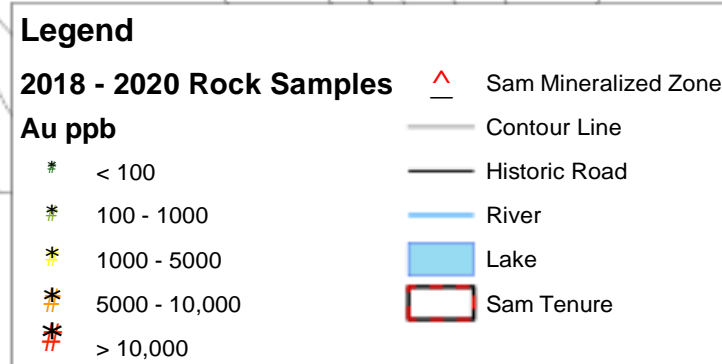 Legend
2018 - 2020 Rock Samples
Au ppb
< 100
100 - 1000
1000 - 5000
5000 - 10,000
> 10,000
Sam Mineralized Zone
Contour Line
Historic Road
River
Lake
Sam Tenure